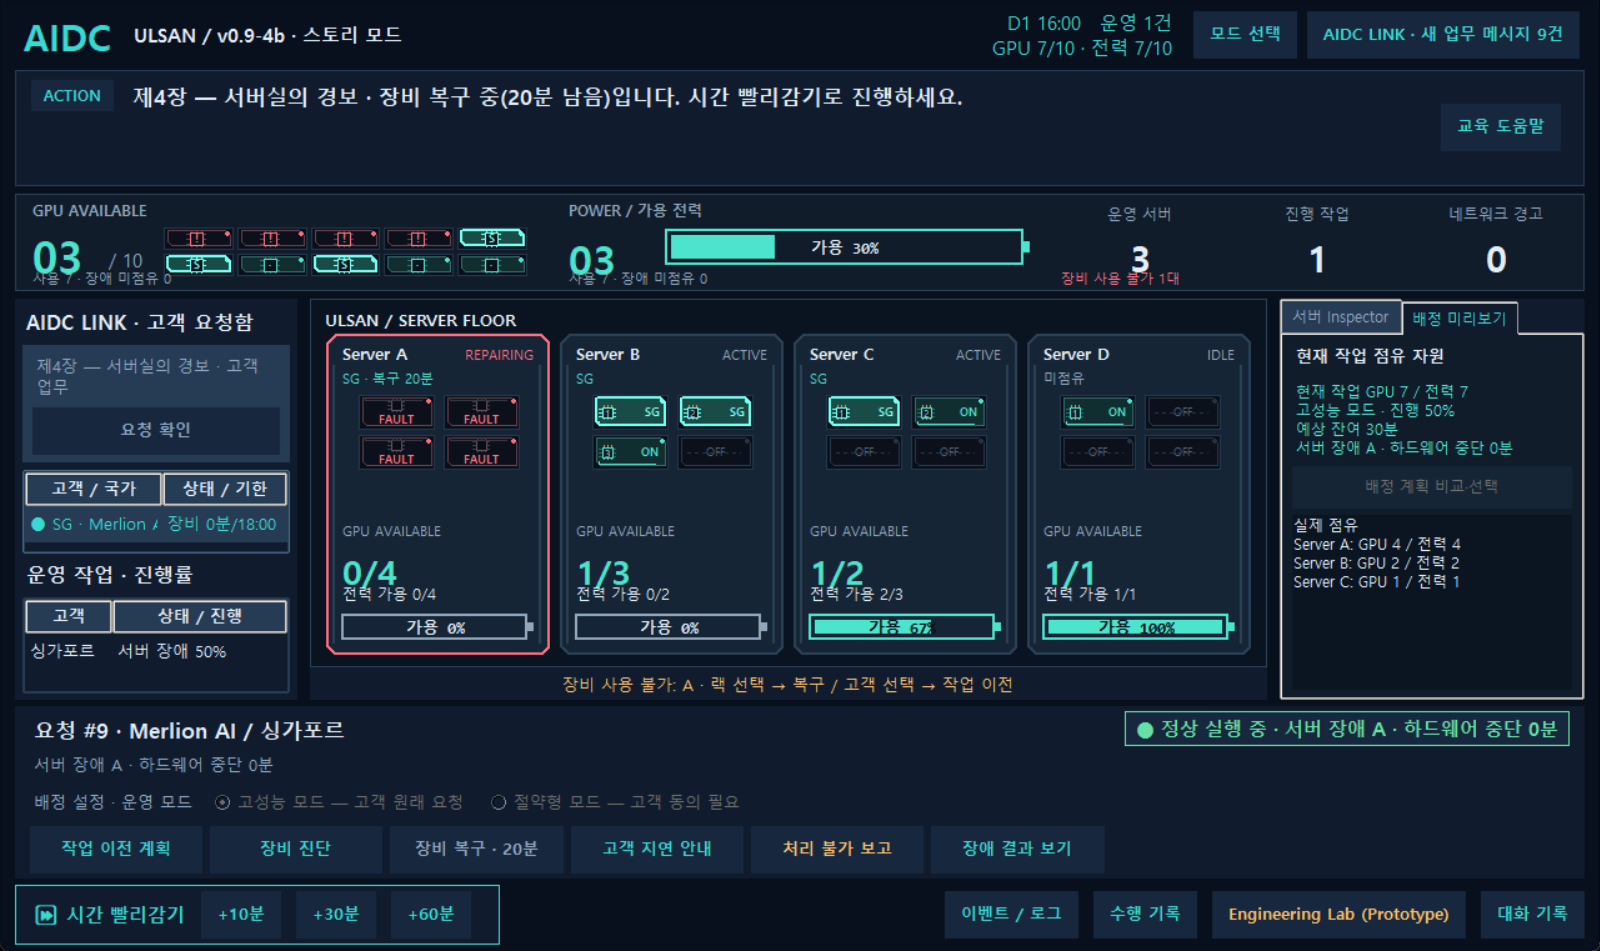 AIDC
ULSAN / v0.9-4b · 스토리 모드
D1 16:00 운영 1건
GPU 7/10 · 전력 7/10
모드 선택
AIDC LINK · 새 업무 메시지 9건
ACTION
제4장 — 서버실의 경보 · 장비 복구 중(20분 남음)입니다. 시간 빨리감기로 진행하세요.
교육 도움말
GPU AVAILABLE
03 / 10
사용 7 · 장애 미점유 0
POWER / 가용 전력
03
가용 30%
사용 7 · 장애 미점유 0
운영 서버
3
장비 사용 불가 1대
진행 작업
1
네트워크 경고
0
AIDC LINK · 고객 요청함
제4장 — 서버실의 경보 · 고객
업무
요청 확인
고객 / 국가
상태 / 기한
SG · Merlion 장비 0분/18:00
운영 작업 · 진행률
고객
상태 / 진행
싱가포르 서버 장애 50%
ULSAN / SERVER FLOOR
Server A REPAIRING
SG · 복구 20분
FAULT FAULT
FAULT FAULT
GPU AVAILABLE
0/4
전력 가용 0/4
가용 0%
Server B ACTIVE
SG
1 SG 2 SG
ON OFF
GPU AVAILABLE
1/3
전력 가용 0/2
가용 0%
Server C ACTIVE
SG
1 SG 2 ON
OFF OFF
GPU AVAILABLE
1/2
전력 가용 2/3
가용 67%
Server D IDLE
미점유
1 ON OFF
OFF OFF
GPU AVAILABLE
1/1
전력 가용 1/1
가용 100%
장비 사용 불가: A · 랙 선택 → 복구 / 고객 선택 → 작업 이전
서버 Inspector
배정 미리보기
현재 작업 점유 자원
현재 작업 GPU 7 / 전력 7
고성능 모드 · 진행 50%
예상 잔여 30분
서버 장애 A · 하드웨어 중단 0분
배정 계획 비교·선택
실제 점유
Server A: GPU 4 / 전력 4
Server B: GPU 2 / 전력 2
Server C: GPU 1 / 전력 1
요청 #9 · Merlion AI / 싱가포르
정상 실행 중 · 서버 장애 A · 하드웨어 중단 0분
서버 장애 A · 하드웨어 중단 0분
배정 설정 · 운영 모드
고성능 모드 — 고객 원래 요청
절약형 모드 — 고객 동의 필요
작업 이전 계획
장비 진단
장비 복구 · 20분
고객 지연 안내
처리 불가 보고
장애 결과 보기
시간 빨리감기
+10분
+30분
+60분
이벤트 / 로그
수행 기록
Engineering Lab (Prototype)
대화 기록